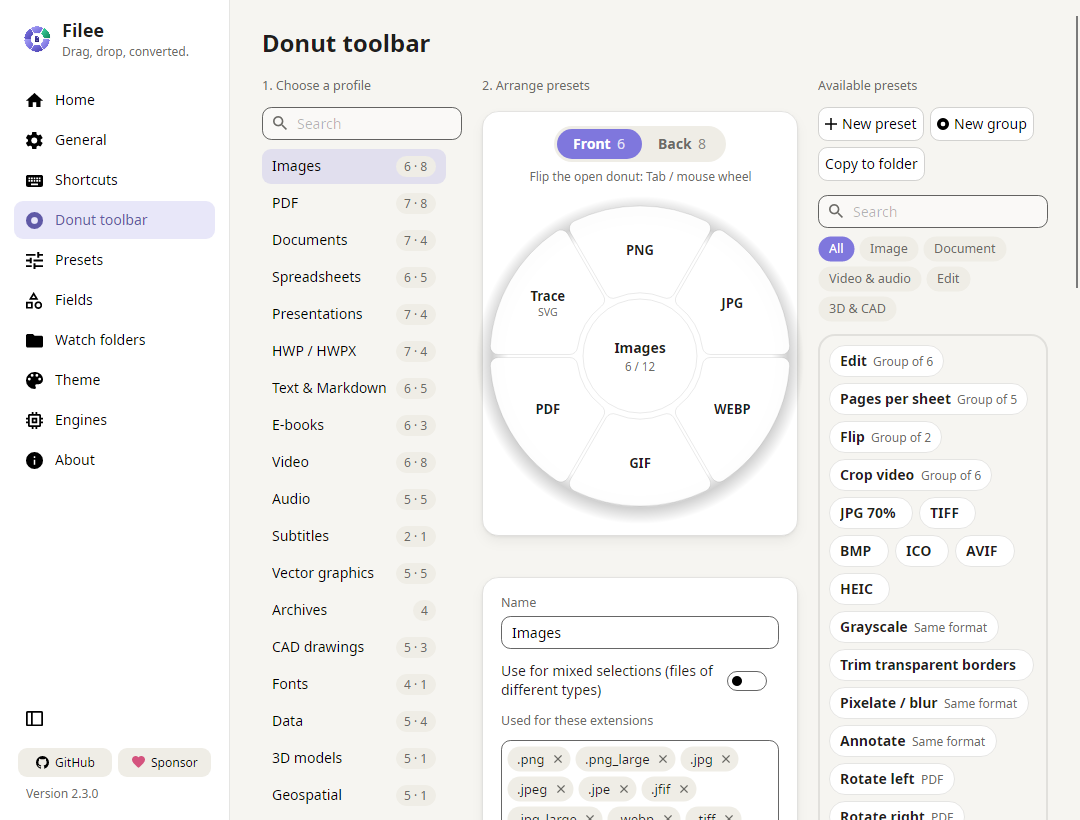 Filee
Drag, drop, converted.
Home
General
Shortcuts
Donut toolbar
Presets
Fields
Watch folders
Theme
Engines
About
GitHub
Sponsor
Version 2.3.0
Donut toolbar
1. Choose a profile
Search
Images 6 · 8
PDF 7 · 8
Documents 7 · 4
Spreadsheets 6 · 5
Presentations 7 · 4
HWP / HWPX 7 · 4
Text & Markdown 6 · 5
E-books 6 · 3
Video 6 · 8
Audio 5 · 5
Subtitles 2 · 1
Vector graphics 5 · 5
Archives 4
CAD drawings 5 · 3
Fonts 4 · 1
Data 5 · 4
3D models 5 · 1
Geospatial 5 · 1
2. Arrange presets
Front 6 Back 8
Flip the open donut: Tab / mouse wheel
PNG
Trace
SVG
JPG
Images
6 / 12
PDF
WEBP
GIF
Name
Images
Use for mixed selections (files of
different types)
Used for these extensions
.png .png_large .jpg
.jpeg .jpe .jfif
.jpg_large .webp .tiff
Available presets
New preset New group
Copy to folder
Search
All Image Document
Video & audio Edit
3D & CAD
Edit Group of 6
Pages per sheet Group of 5
Flip Group of 2
Crop video Group of 6
JPG 70% TIFF
BMP ICO AVIF
HEIC
Grayscale Same format
Trim transparent borders
Pixelate / blur Same format
Annotate Same format
Rotate left PDF
Rotate right PDF